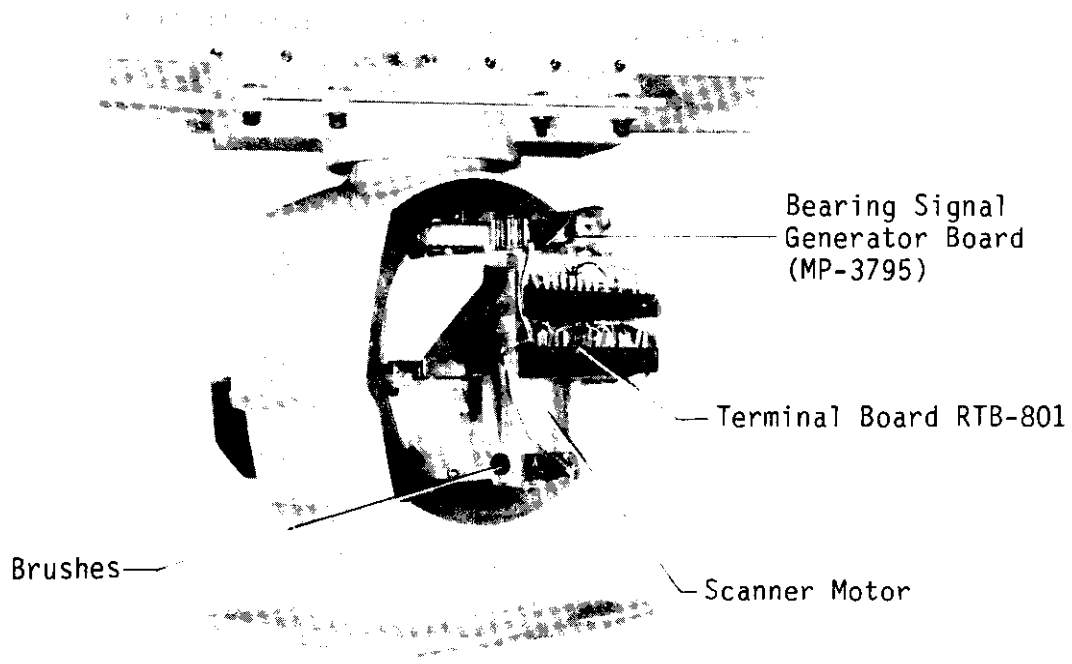 Bearing Signal
Generator Board
(MP-3795)
Terminal Board RTB-801
Brushes
Scanner Motor